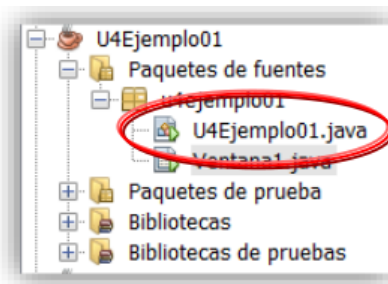 U4Ejemplo01
Paquetes de fuentes
u4ejemplo01
U4Ejemplo01.java
Ventana1.java
Paquetes de prueba
Bibliotecas
Bibliotecas de pruebas